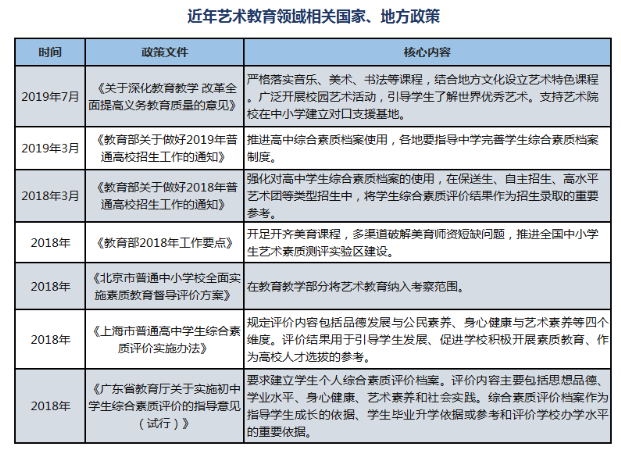 近年艺术教育领域相关国家、地方政策
时间 政策文件 核心内容
2019年7月
《关于深化教育教学 改革全
面提高义务教育质量的意见》
严格落实音乐、美术、书法等课程，结合地方文化设立艺术特色课程
。广泛开展校园艺术活动，引导学生了解世界优秀艺术。支持艺术院
校在中小学建立对口支援基地。
2019年3月
《教育部关于做好2019年普
通高校招生工作的通知》
推进高中综合素质档案使用，各地要指导中学完善学生综合素质档案
制度。
2018年3月
《教育部关于做好2018年普
通高校招生工作的通知》
强化对高中学生综合素质档案的使用，在保送生、自主招生、高水平
艺术团等类型招生中，将学生综合素质评价结果作为招生录取的重要
参考。
2018年
《教育部2018年工作要点》
开足开齐美育课程，多渠道破解美育师资短缺问题，推进全国中小学
生艺术素质测评实验区建设。
2018年
《北京市普通中小学校全面实
施素质教育督导评价方案》
在教育教学部分将艺术教育纳入考察范围。
2018年
《上海市普通高中学生综合素
质评价实施办法》
规定评价内容包括品德发展与公民素养、身心健康与艺术素养等四个
维度。评价结果用于引导学生发展、促进学校积极开展素质教育、作
为高校人才选拔的参考。
2018年
《广东省教育厅关于实施初中
学生综合素质评价的指导意见
（试行）》
要求建立学生个人综合素质评价档案。评价内容主要包括思想品德、
学业水平、身心健康、艺术素养和社会实践。综合素质评价档案作为
指导学生成长的依据、学生毕业升学依据或参考和评价学校办学水平
的重要依据。